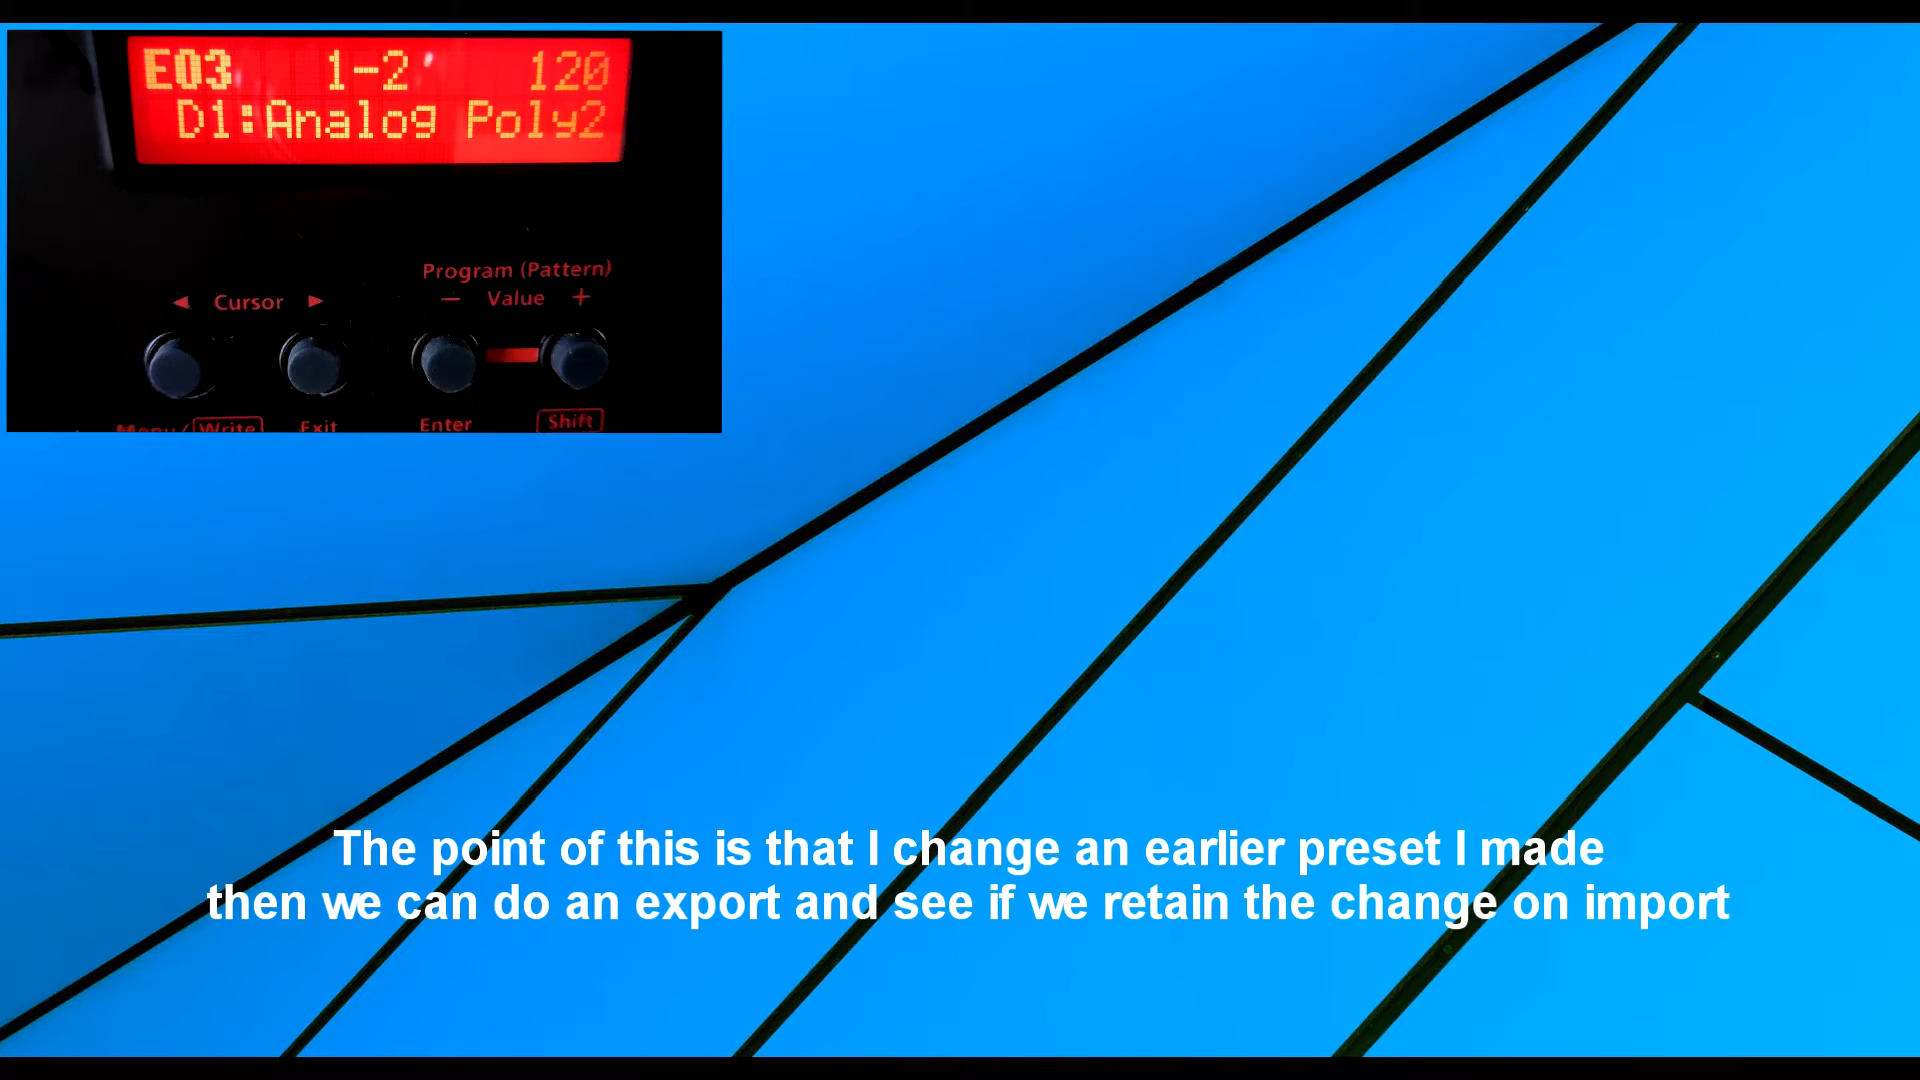 E03 1-2 120
D1:Analog Poly2
Program (Pattern)
◄ Cursor ► — Value +
Menu/Write Exit Enter Shift
The point of this is that I change an earlier preset I made
then we can do an export and see if we retain the change on import